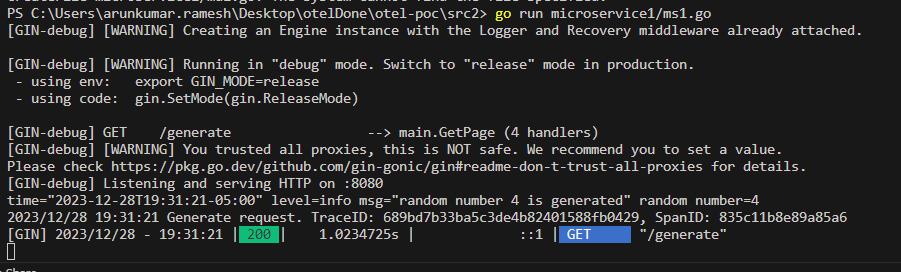 PS C:\Users\arunkumar.ramesh\Desktop\otelDone\otel-poc\src2> go run microservice1/ms1.go
[GIN-debug] [WARNING] Creating an Engine instance with the Logger and Recovery middleware already attached.
[GIN-debug] [WARNING] Running in "debug" mode. Switch to "release" mode in production.
- using env: export GIN_MODE=release
- using code: gin.SetMode(gin.ReleaseMode)
[GIN-debug] GET /generate --> main.GetPage (4 handlers)
[GIN-debug] [WARNING] You trusted all proxies, this is NOT safe. We recommend you to set a value.
Please check https://pkg.go.dev/github.com/gin-gonic/gin#readme-don-t-trust-all-proxies for details.
[GIN-debug] Listening and serving HTTP on :8080
time="2023-12-28T19:31:21-05:00" level=info msg="random number 4 is generated" random number=4
2023/12/28 19:31:21 Generate request. TraceID: 689bd7b33ba5c3de4b82401588fb0429, SpanID: 835c11b8e89a85a6
[GIN] 2023/12/28 - 19:31:21 | 200 | 1.0234725s | ::1 | GET "/generate"